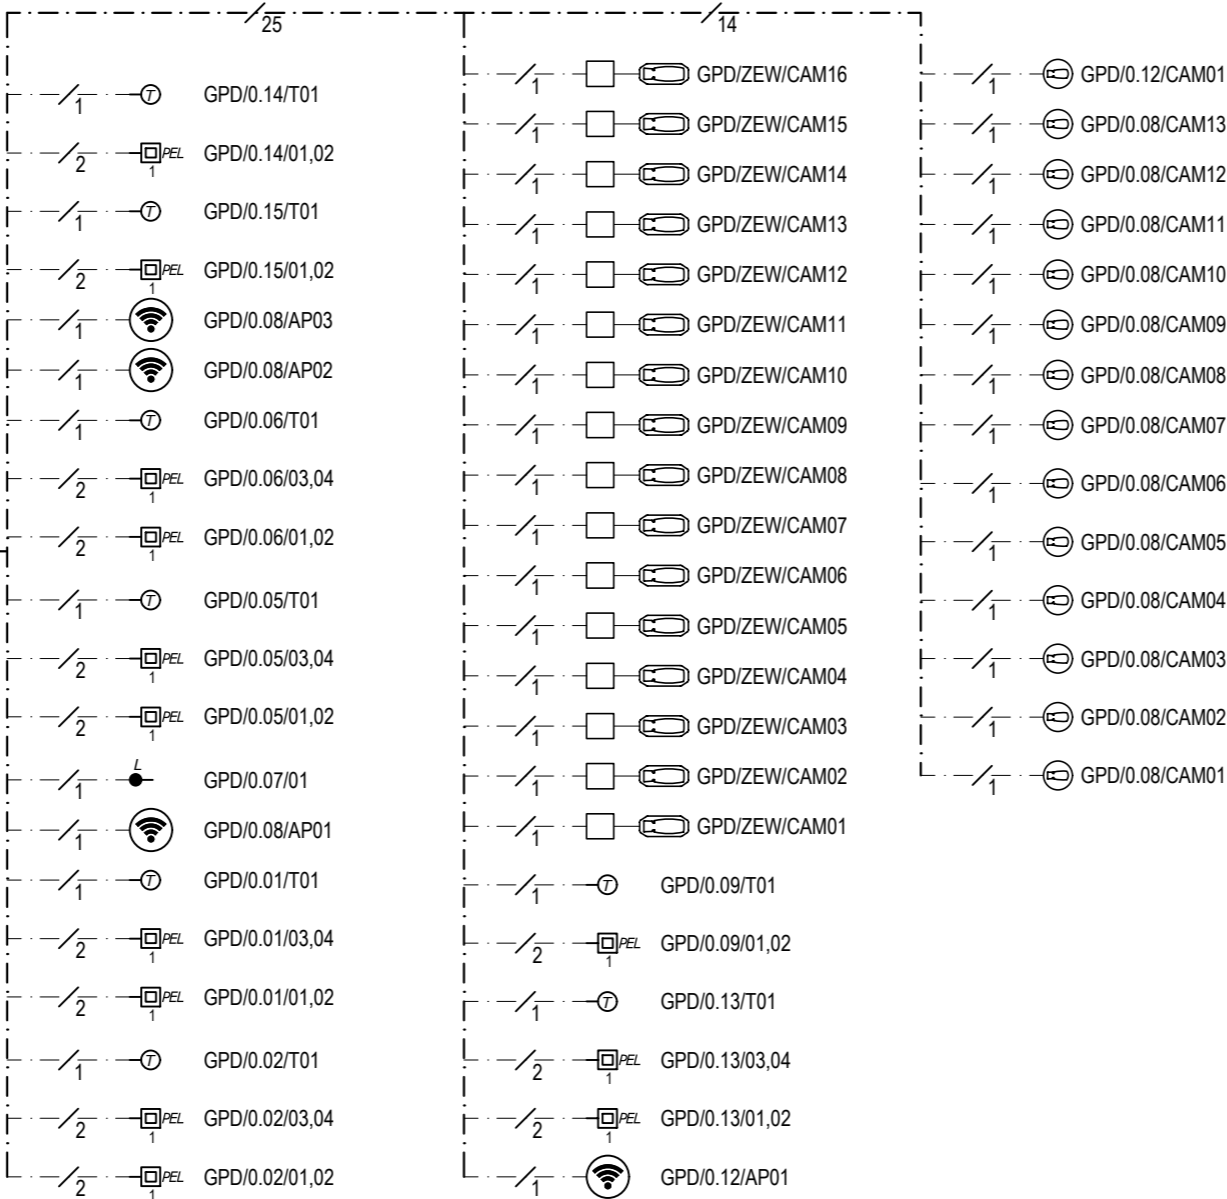 25
14
1 T GPD/0.14/T01
2 PEL 1 GPD/0.14/01,02
1 T GPD/0.15/T01
2 PEL 1 GPD/0.15/01,02
1 GPD/0.08/AP03
1 GPD/0.08/AP02
1 T GPD/0.06/T01
2 PEL 1 GPD/0.06/03,04
2 PEL 1 GPD/0.06/01,02
1 T GPD/0.05/T01
2 PEL 1 GPD/0.05/03,04
2 PEL 1 GPD/0.05/01,02
1 L GPD/0.07/01
1 GPD/0.08/AP01
1 T GPD/0.01/T01
2 PEL 1 GPD/0.01/03,04
2 PEL 1 GPD/0.01/01,02
1 T GPD/0.02/T01
2 PEL 1 GPD/0.02/03,04
2 PEL 1 GPD/0.02/01,02
1 GPD/ZEW/CAM16
1 GPD/ZEW/CAM15
1 GPD/ZEW/CAM14
1 GPD/ZEW/CAM13
1 GPD/ZEW/CAM12
1 GPD/ZEW/CAM11
1 GPD/ZEW/CAM10
1 GPD/ZEW/CAM09
1 GPD/ZEW/CAM08
1 GPD/ZEW/CAM07
1 GPD/ZEW/CAM06
1 GPD/ZEW/CAM05
1 GPD/ZEW/CAM04
1 GPD/ZEW/CAM03
1 GPD/ZEW/CAM02
1 GPD/ZEW/CAM01
1 T GPD/0.09/T01
2 PEL 1 GPD/0.09/01,02
1 T GPD/0.13/T01
2 PEL 1 GPD/0.13/03,04
2 PEL 1 GPD/0.13/01,02
1 GPD/0.12/AP01
1 GPD/0.12/CAM01
1 GPD/0.08/CAM13
1 GPD/0.08/CAM12
1 GPD/0.08/CAM11
1 GPD/0.08/CAM10
1 GPD/0.08/CAM09
1 GPD/0.08/CAM08
1 GPD/0.08/CAM07
1 GPD/0.08/CAM06
1 GPD/0.08/CAM05
1 GPD/0.08/CAM04
1 GPD/0.08/CAM03
1 GPD/0.08/CAM02
1 GPD/0.08/CAM01